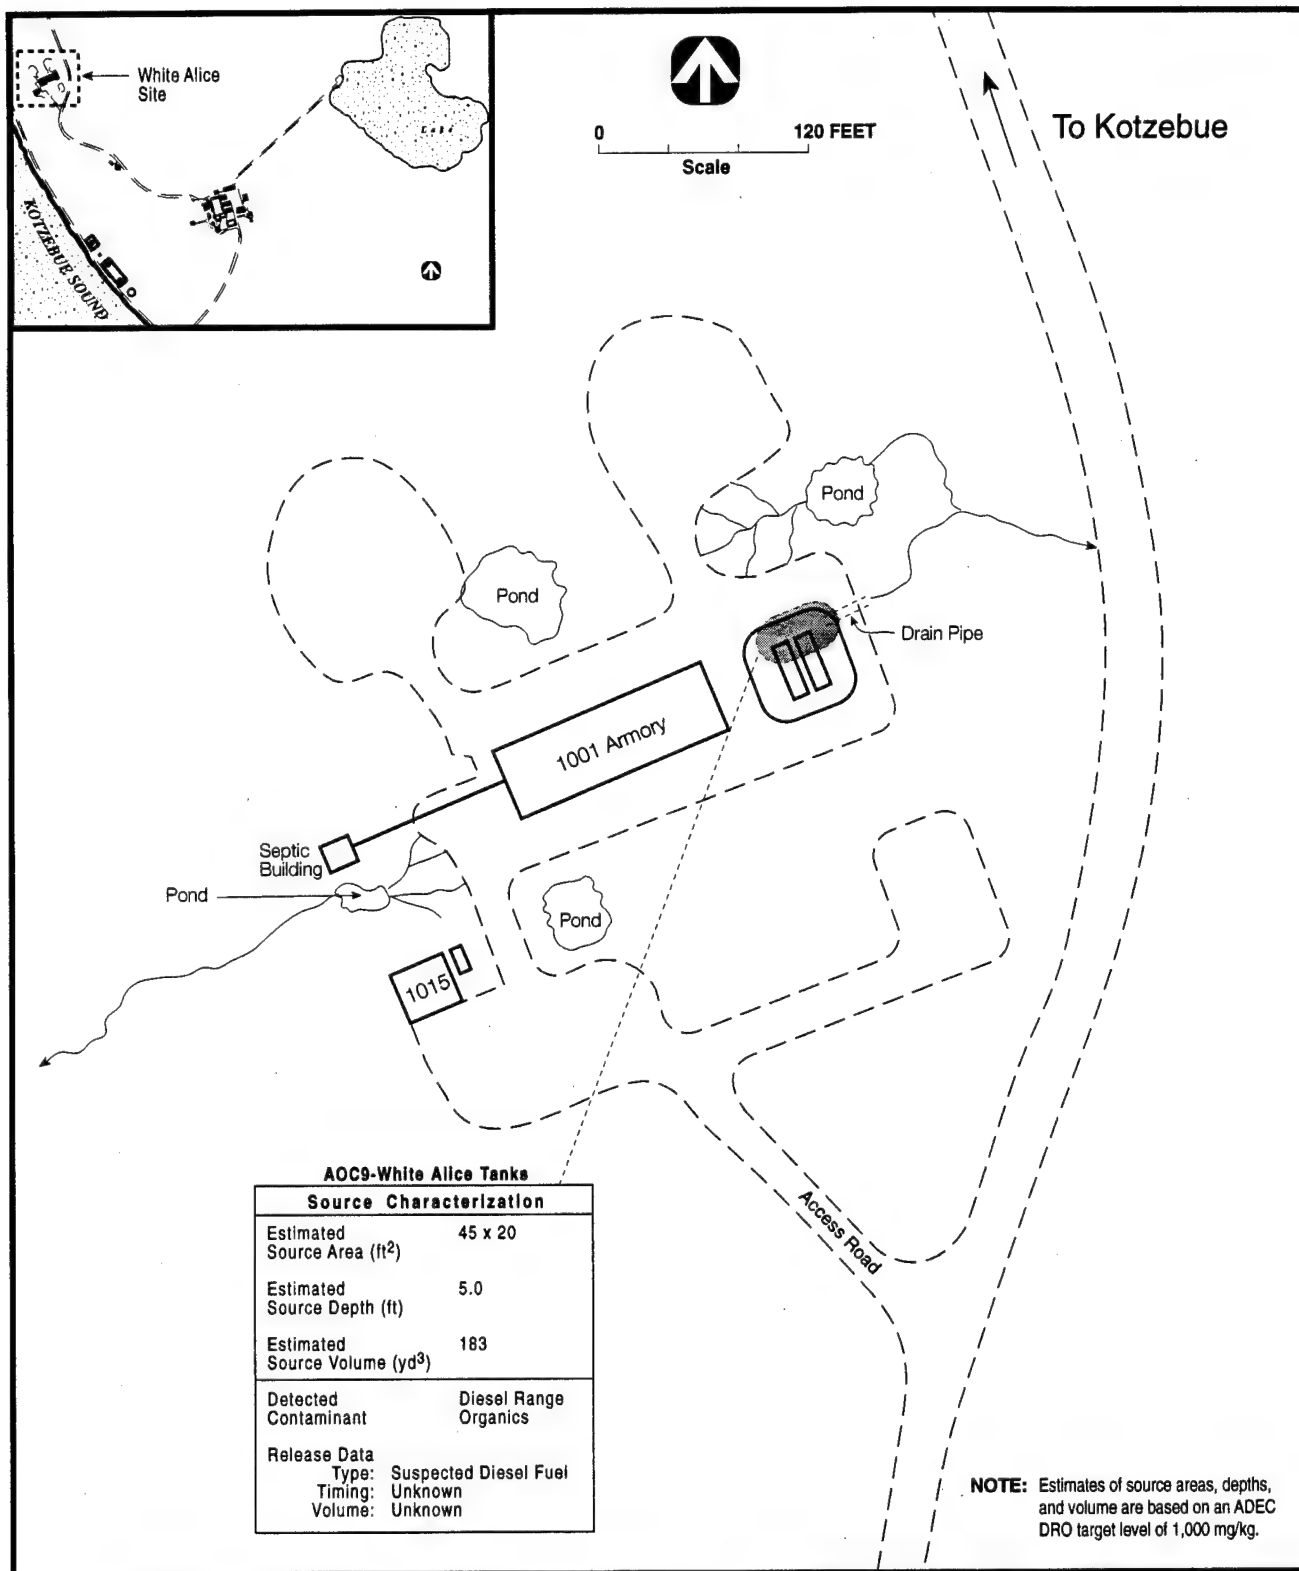 White Alice
Site
Lake
KOTZEBUE SOUND
0 120 FEET
Scale
To Kotzebue
Pond
Pond
Drain Pipe
1001 Armory
Septic
Building
Pond
Pond
1015
Access Road
AOC9-White Alice Tanks
Source Characterization
Estimated 45 x 20
Source Area (ft²)
Estimated 5.0
Source Depth (ft)
Estimated 183
Source Volume (yd³)
Detected Diesel Range
Contaminant Organics
Release Data
Type: Suspected Diesel Fuel
Timing: Unknown
Volume: Unknown
NOTE: Estimates of source areas, depths,
and volume are based on an ADEC
DRO target level of 1,000 mg/kg.